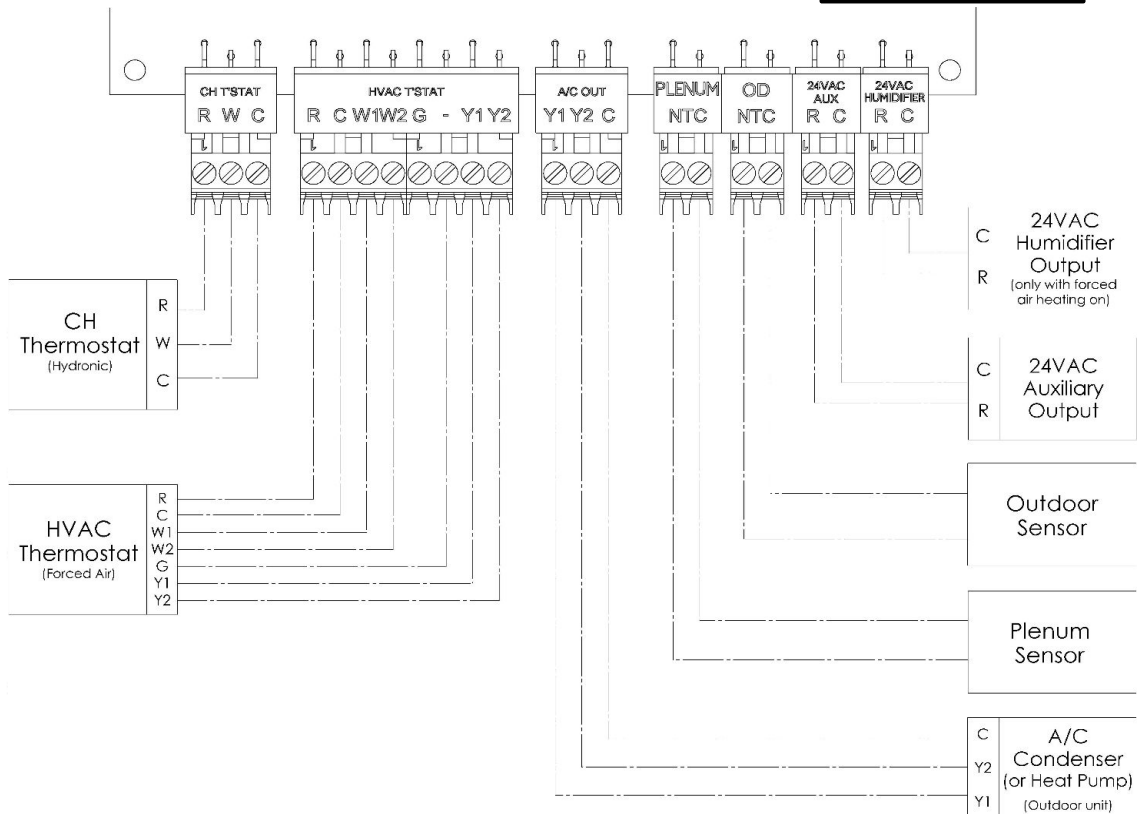 CH T'STAT
R W C
HVAC T'STAT
R C W1 W2 G - Y1 Y2
A/C OUT
Y1 Y2 C
PLENUM
NTC
OD
NTC
24VAC
AUX
R C
24VAC
HUMIDIFIER
R C
CH
Thermostat
(Hydronic)
R
W
C
HVAC
Thermostat
(Forced Air)
R
C
W1
W2
G
Y1
Y2
C
R
24VAC
Humidifier
Output
(only with forced
air heating on)
C
R
24VAC
Auxiliary
Output
Outdoor
Sensor
Plenum
Sensor
C
Y2
Y1
A/C
Condenser
(or Heat Pump)
(Outdoor unit)